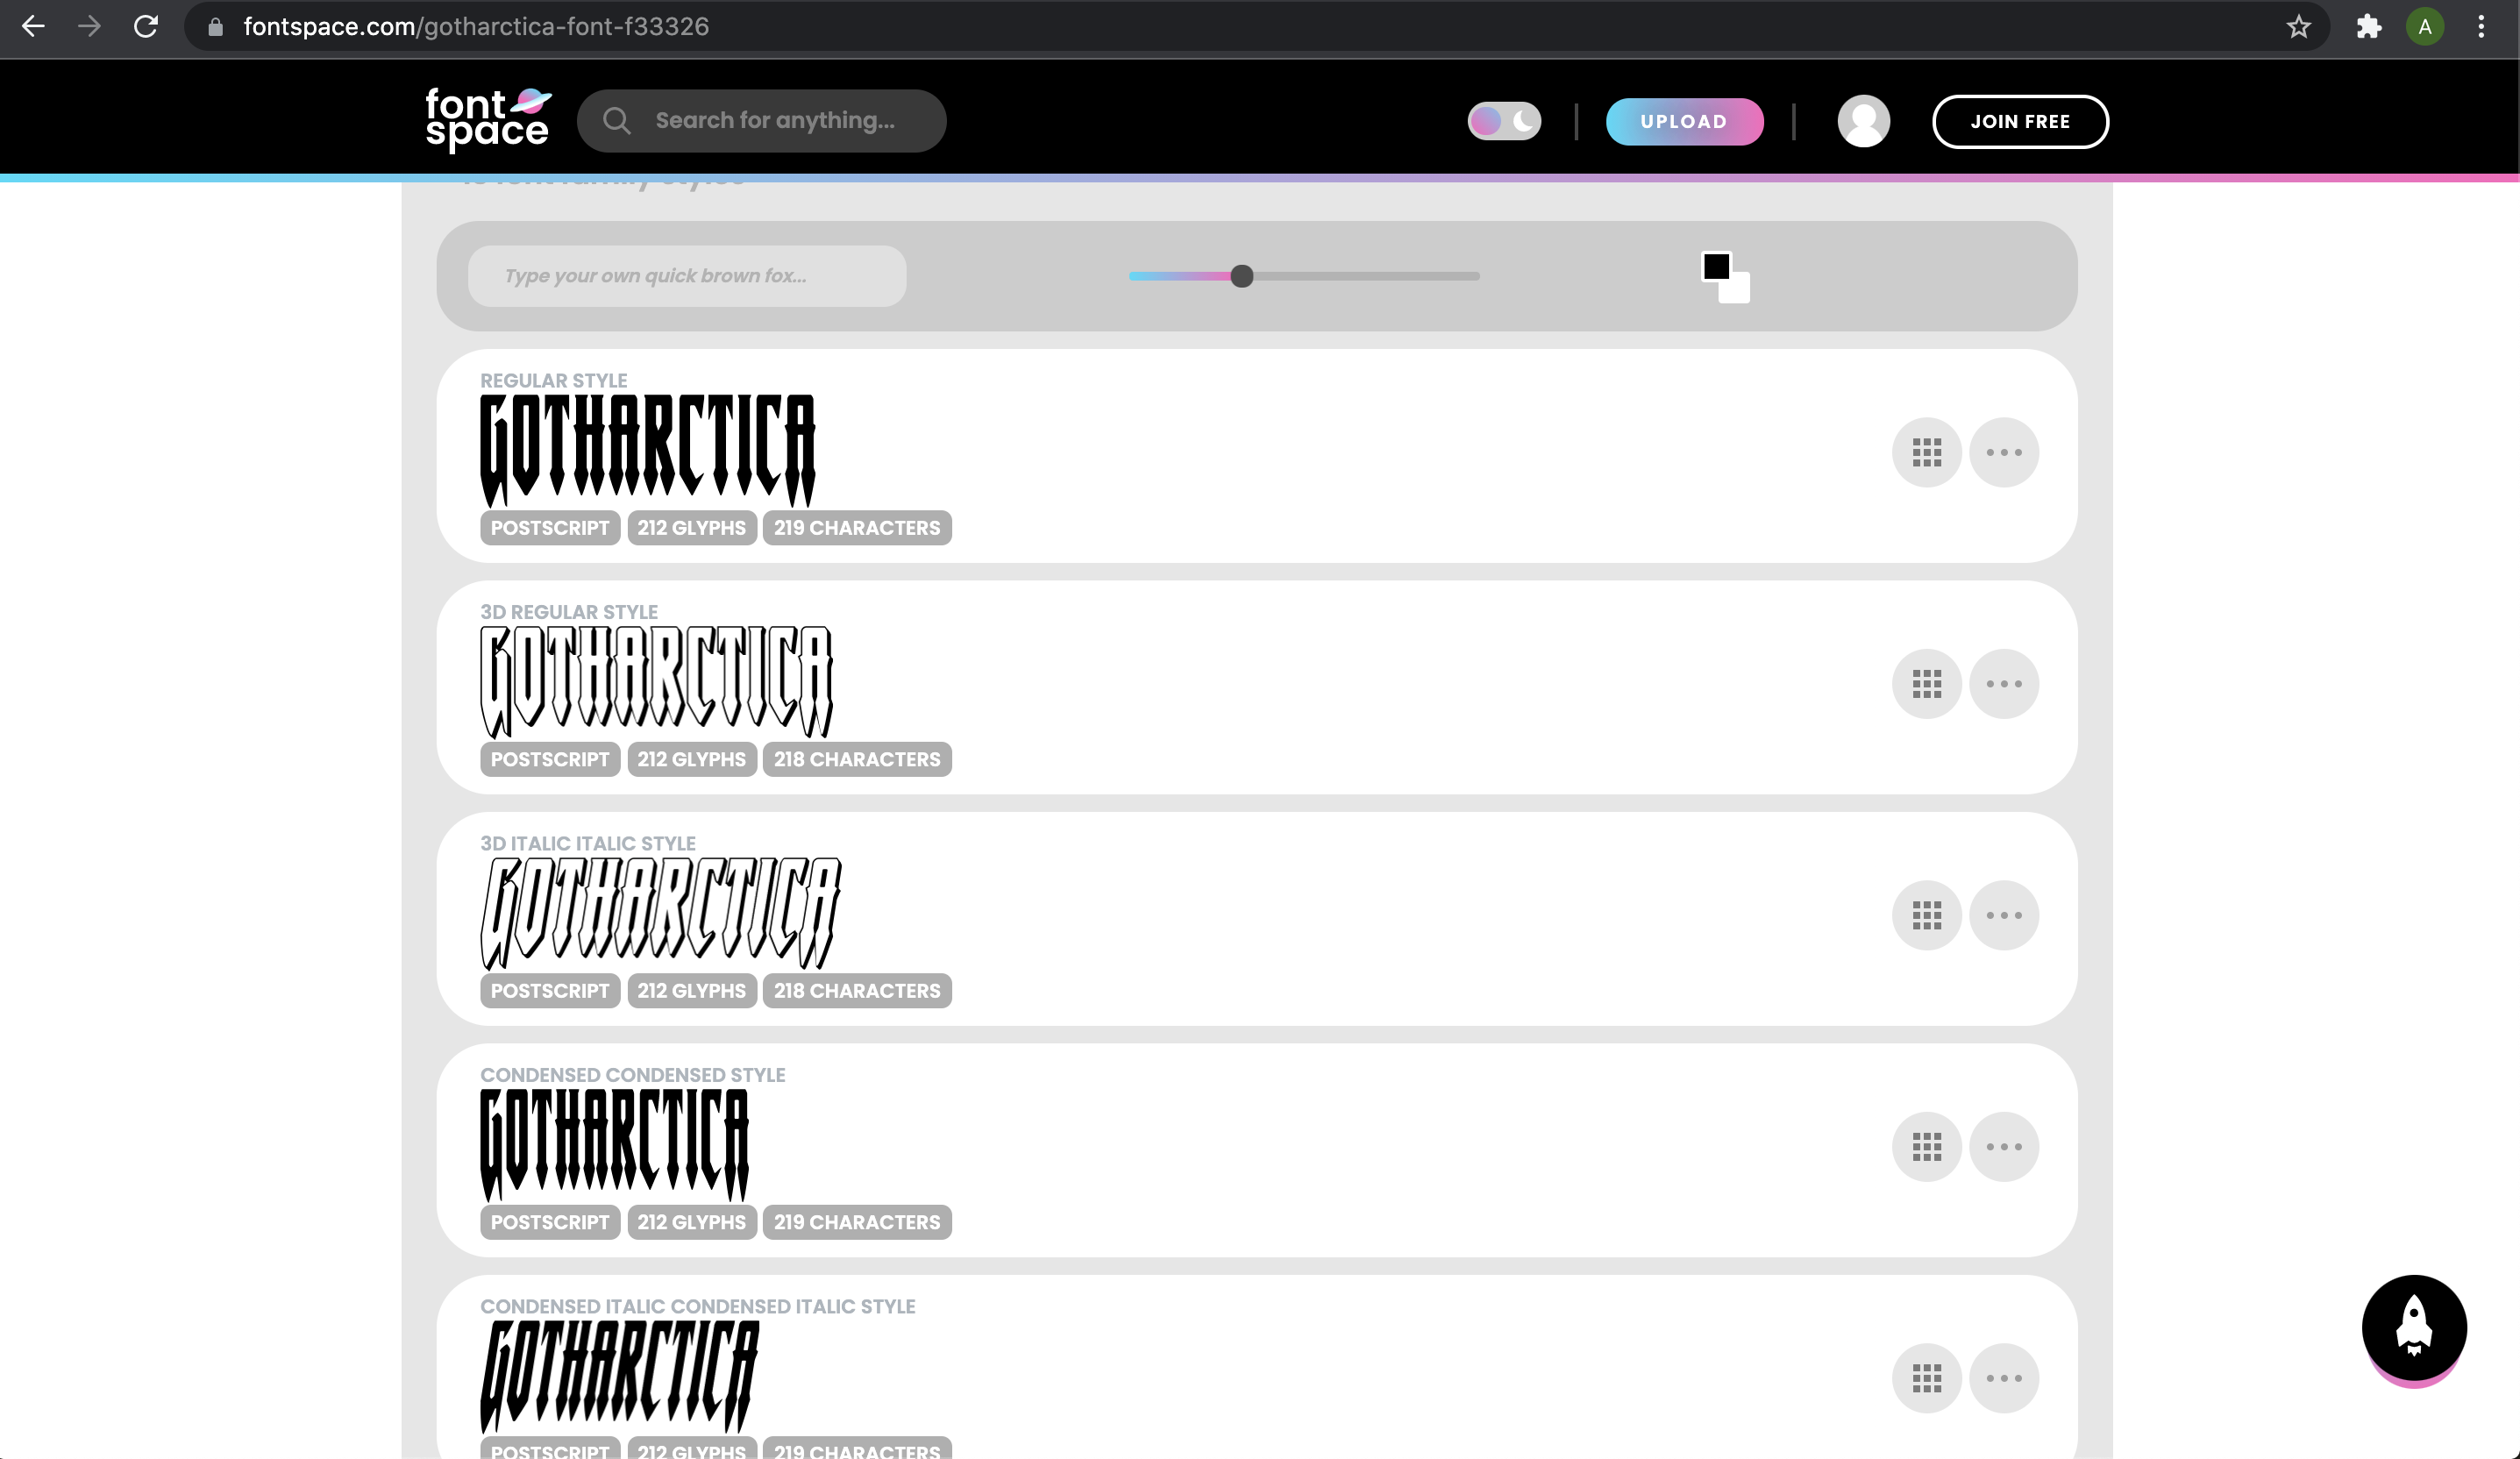 fontspace.com/gotharctica-font-f33326
A
font space
Search for anything...
UPLOAD
JOIN FREE
font family styles
Type your own quick brown fox...
REGULAR STYLE
GOTHARCTICA
POSTSCRIPT 212 GLYPHS 219 CHARACTERS
3D REGULAR STYLE
GOTHARCTICA
POSTSCRIPT 212 GLYPHS 218 CHARACTERS
3D ITALIC ITALIC STYLE
GOTHARCTICA
POSTSCRIPT 212 GLYPHS 218 CHARACTERS
CONDENSED CONDENSED STYLE
GOTHARCTICA
POSTSCRIPT 212 GLYPHS 219 CHARACTERS
CONDENSED ITALIC CONDENSED ITALIC STYLE
GOTHARCTICA
POSTSCRIPT 212 GLYPHS 219 CHARACTERS